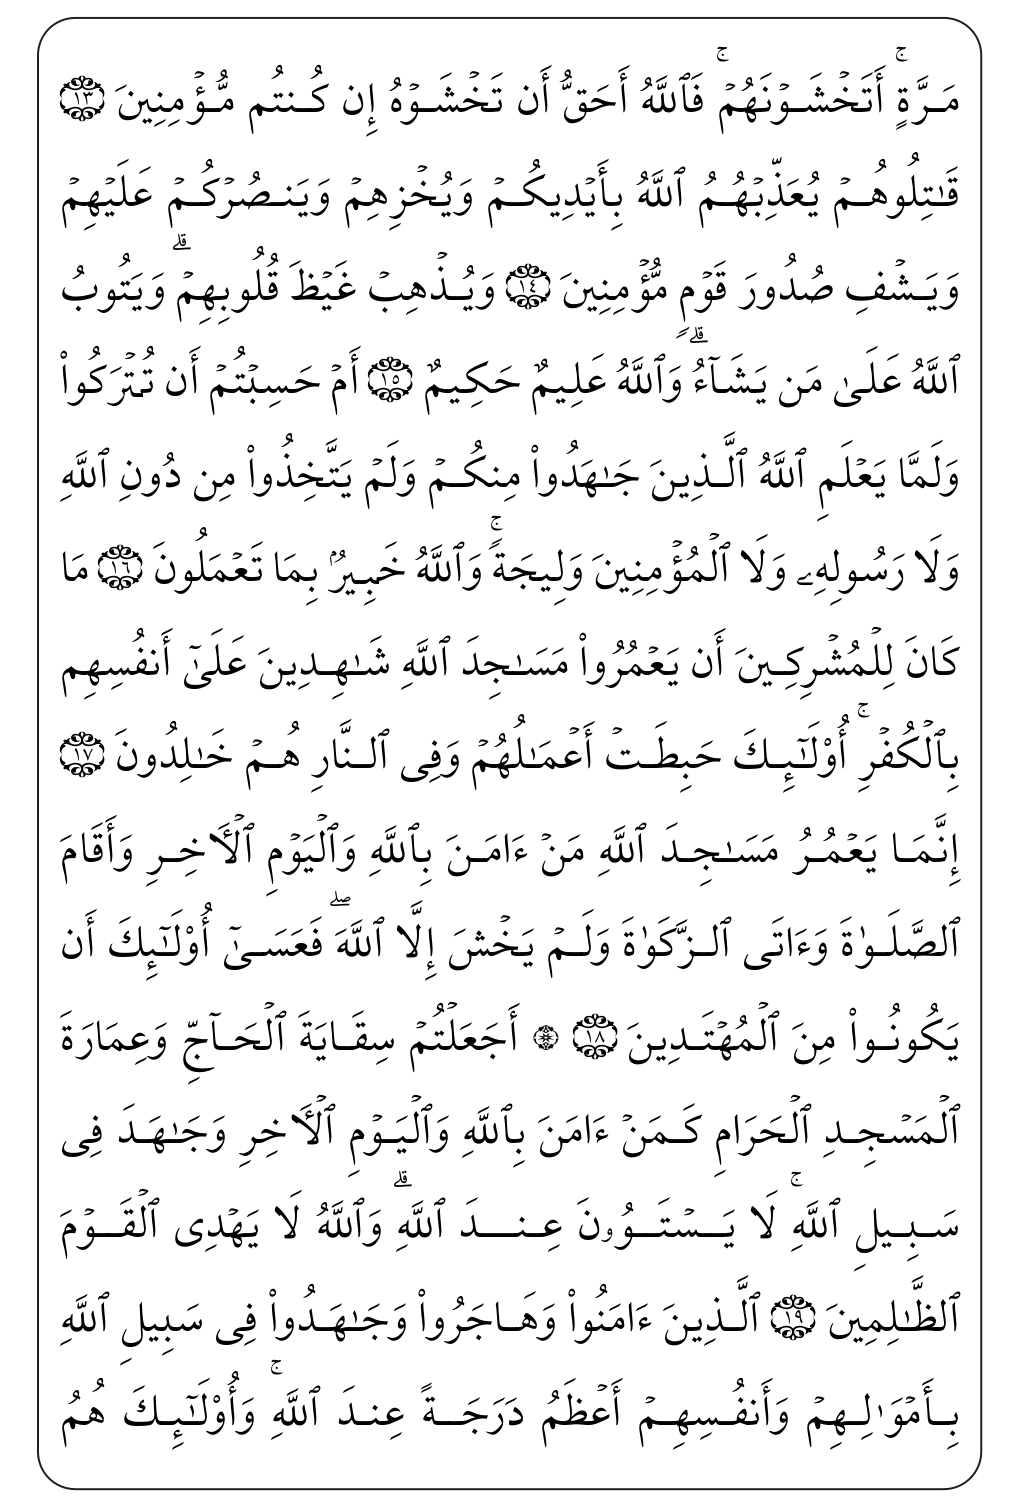 مَرَّةٍۚ أَتَخۡشَوۡنَهُمۡۚ فَٱللَّهُ أَحَقُّ أَن تَخۡشَوۡهُ إِن كُنتُم مُّؤۡمِنِينَ ١٣
قَٰتِلُوهُمۡ يُعَذِّبۡهُمُ ٱللَّهُ بِأَيۡدِيكُمۡ وَيُخۡزِهِمۡ وَيَنصُرۡكُمۡ عَلَيۡهِمۡ
وَيَشۡفِ صُدُورَ قَوۡمٖ مُّؤۡمِنِينَ ١٤ وَيُذۡهِبۡ غَيۡظَ قُلُوبِهِمۡۗ وَيَتُوبُ
ٱللَّهُ عَلَىٰ مَن يَشَآءُۗ وَٱللَّهُ عَلِيمٌ حَكِيمٌ ١٥ أَمۡ حَسِبۡتُمۡ أَن تُتۡرَكُواْ
وَلَمَّا يَعۡلَمِ ٱللَّهُ ٱلَّذِينَ جَٰهَدُواْ مِنكُمۡ وَلَمۡ يَتَّخِذُواْ مِن دُونِ ٱللَّهِ
وَلَا رَسُولِهِۦ وَلَا ٱلۡمُؤۡمِنِينَ وَلِيجَةٗۚ وَٱللَّهُ خَبِيرُۢ بِمَا تَعۡمَلُونَ ١٦ مَا
كَانَ لِلۡمُشۡرِكِينَ أَن يَعۡمُرُواْ مَسَٰجِدَ ٱللَّهِ شَٰهِدِينَ عَلَىٰٓ أَنفُسِهِم
بِٱلۡكُفۡرِۚ أُوْلَٰٓئِكَ حَبِطَتۡ أَعۡمَٰلُهُمۡ وَفِي ٱلنَّارِ هُمۡ خَٰلِدُونَ ١٧
إِنَّمَا يَعۡمُرُ مَسَٰجِدَ ٱللَّهِ مَنۡ ءَامَنَ بِٱللَّهِ وَٱلۡيَوۡمِ ٱلۡأٓخِرِ وَأَقَامَ
ٱلصَّلَوٰةَ وَءَاتَى ٱلزَّكَوٰةَ وَلَمۡ يَخۡشَ إِلَّا ٱللَّهَۖ فَعَسَىٰٓ أُوْلَٰٓئِكَ أَن
يَكُونُواْ مِنَ ٱلۡمُهۡتَدِينَ ١٨ ۞ أَجَعَلۡتُمۡ سِقَايَةَ ٱلۡحَآجِّ وَعِمَارَةَ
ٱلۡمَسۡجِدِ ٱلۡحَرَامِ كَمَنۡ ءَامَنَ بِٱللَّهِ وَٱلۡيَوۡمِ ٱلۡأٓخِرِ وَجَٰهَدَ فِي
سَبِيلِ ٱللَّهِۚ لَا يَسۡتَوُۥنَ عِندَ ٱللَّهِۗ وَٱللَّهُ لَا يَهۡدِي ٱلۡقَوۡمَ
ٱلظَّٰلِمِينَ ١٩ ٱلَّذِينَ ءَامَنُواْ وَهَاجَرُواْ وَجَٰهَدُواْ فِي سَبِيلِ ٱللَّهِ
بِأَمۡوَٰلِهِمۡ وَأَنفُسِهِمۡ أَعۡظَمُ دَرَجَةً عِندَ ٱللَّهِۚ وَأُوْلَٰٓئِكَ هُمُ